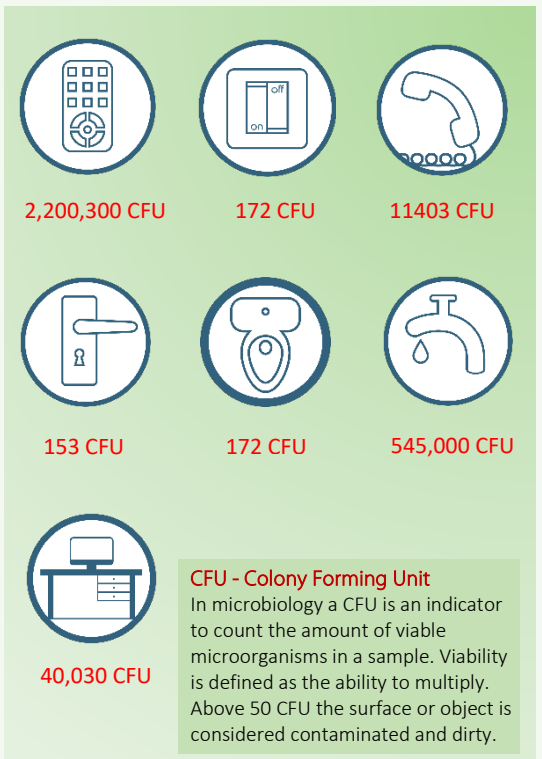 off
on
2,200,300 CFU
172 CFU
11403 CFU
153 CFU
172 CFU
545,000 CFU
40,030 CFU
CFU - Colony Forming Unit
In microbiology a CFU is an indicator
to count the amount of viable
microorganisms in a sample. Viability
is defined as the ability to multiply.
Above 50 CFU the surface or object is
considered contaminated and dirty.